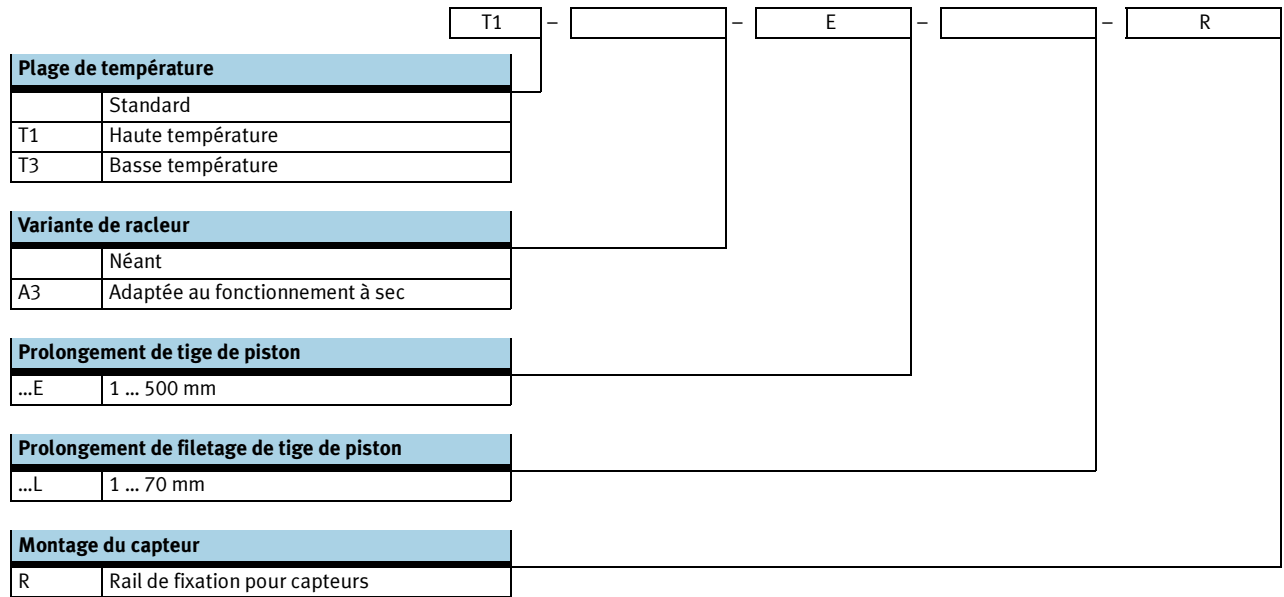 T1 – – E – – R
Plage de température
Standard
T1 Haute température
T3 Basse température
Variante de racleur
Néant
A3 Adaptée au fonctionnement à sec
Prolongement de tige de piston
...E 1 ... 500 mm
Prolongement de filetage de tige de piston
...L 1 ... 70 mm
Montage du capteur
R Rail de fixation pour capteurs